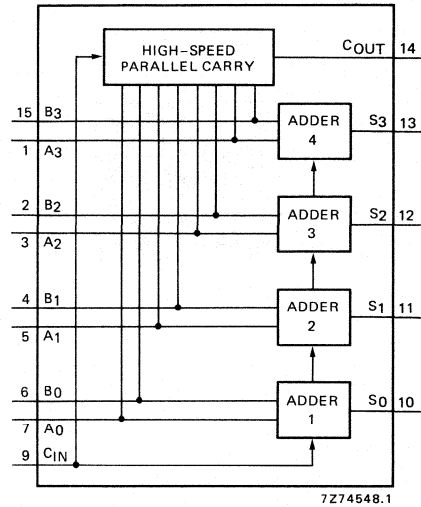 HIGH-SPEED
PARALLEL CARRY
COUT 14
15 B3
ADDER
4
S3 13
1 A3
2 B2
ADDER
3
S2 12
3 A2
4 B1
ADDER
2
S1 11
5 A1
6 B0
ADDER
1
S0 10
7 A0
9 CIN
7Z74548.1